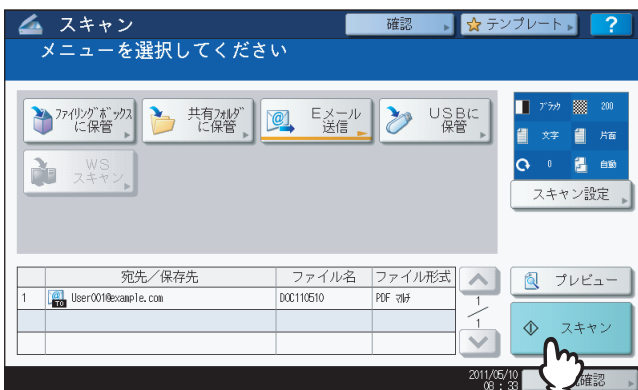 スキャン
確認
テンプレート
?
メニューを選択してください
ファイリングボックス
に保管
共有フォルダ
に保管
Eメール
送信
USBに
保管
WS
スキャン
ブラック
200
文字
片面
0
自動
スキャン設定
宛先／保存先
ファイル名
ファイル形式
1
TO
User001@example.com
DOC110510
PDF マルチ
1
1
プレビュー
スキャン
2011/05/10
08 : 33
確認